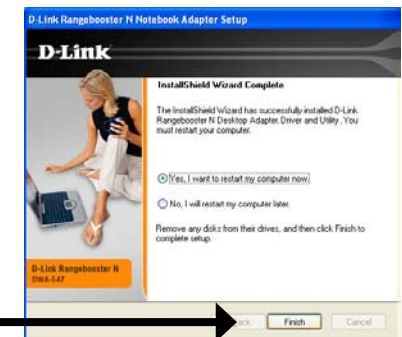 D-Link Rangebooster N Notebook Adapter Setup
D-Link
InstallShield Wizard Complete
The InstallShield Wizard has successfully installed D-Link
Rangebooster N Desktop Adapter. Driver and Utility . You
must restart your computer.
Yes, I want to restart my computer now.
No, I will restart my computer later.
Remove any disks from their drives, and then click Finish to
complete setup.
D-Link Rangebooster N
DWA-547
Finish
Cancel